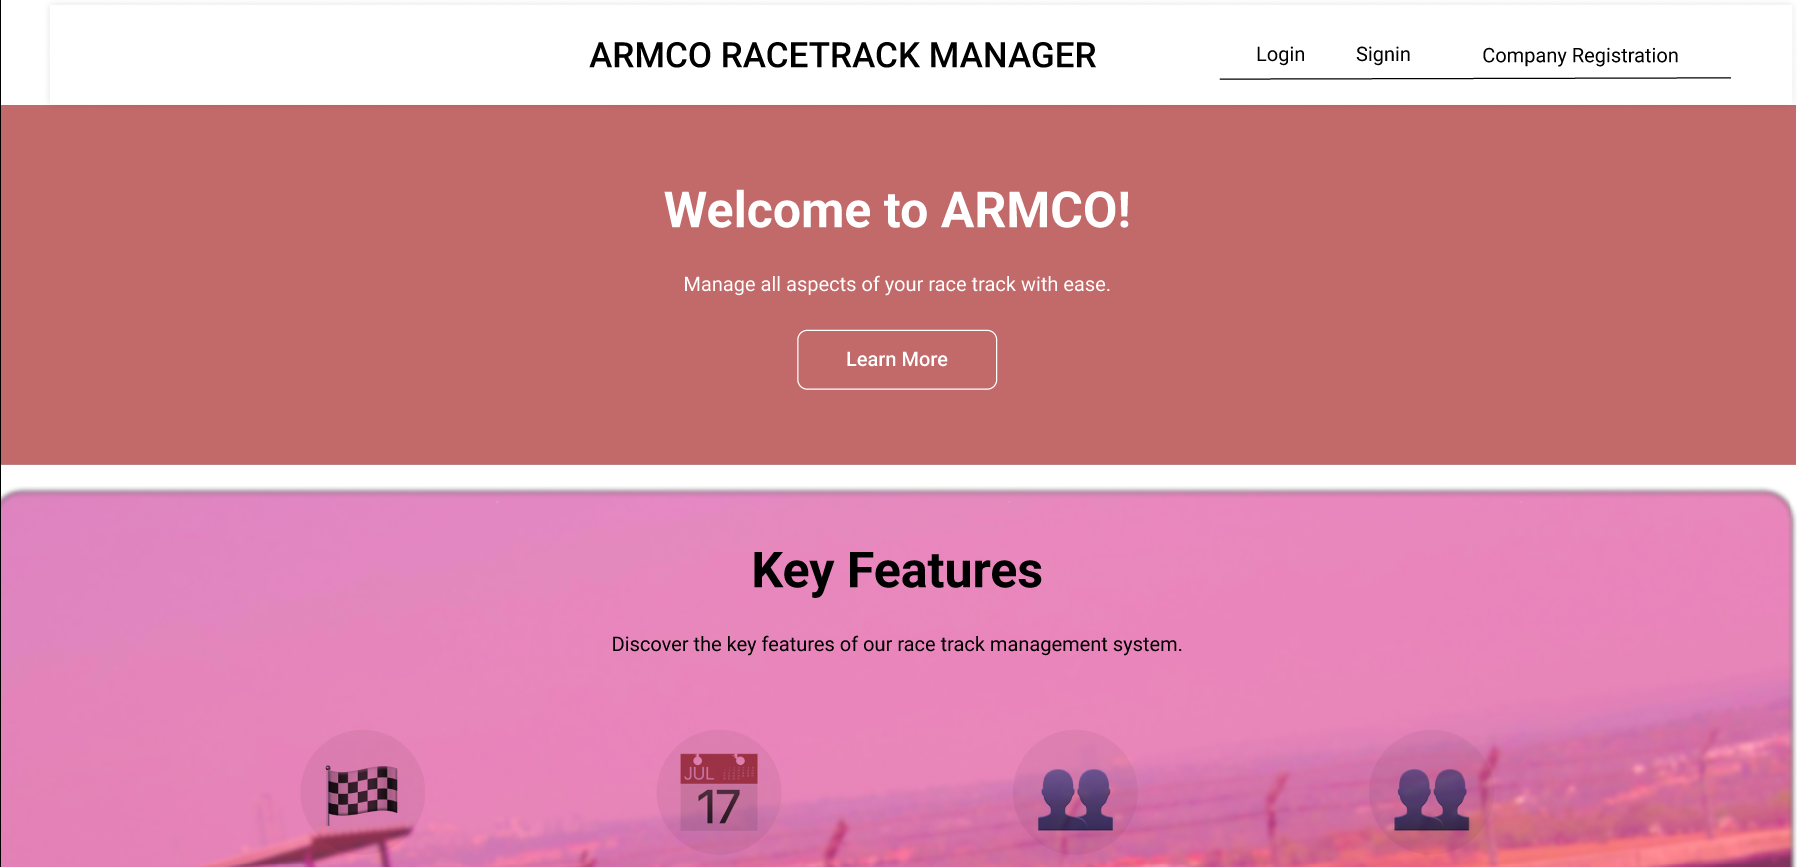 ARMCO RACETRACK MANAGER
Login
Signin
Company Registration
Welcome to ARMCO!
Manage all aspects of your race track with ease.
Learn More
Key Features
Discover the key features of our race track management system.
JUL
17